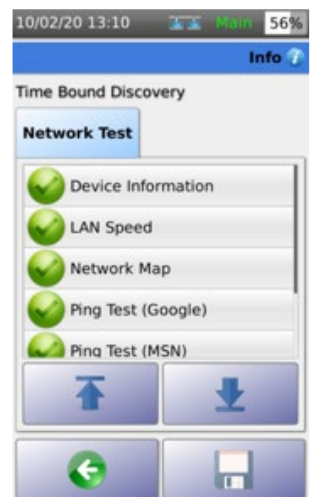 10/02/20 13:10 Main 56%
Info
Time Bound Discovery
Network Test
Device Information
LAN Speed
Network Map
Ping Test (Google)
Ping Test (MSN)